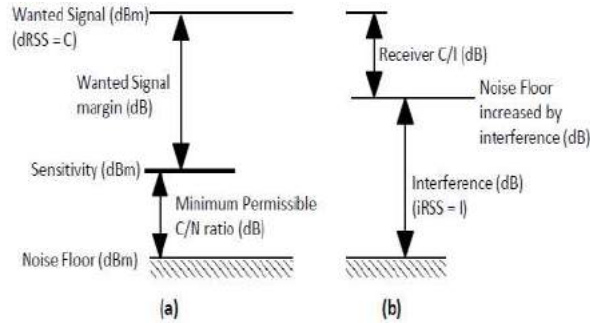 Wanted Signal (dBm)
(dRSS = C)
Wanted Signal
margin (dB)
Sensitivity (dBm)
Minimum Permissible
C/N ratio (dB)
Noise Floor (dBm)
(a)
Receiver C/I (dB)
Noise Floor
increased by
interference (dB)
Interference (dB)
(iRSS = I)
(b)